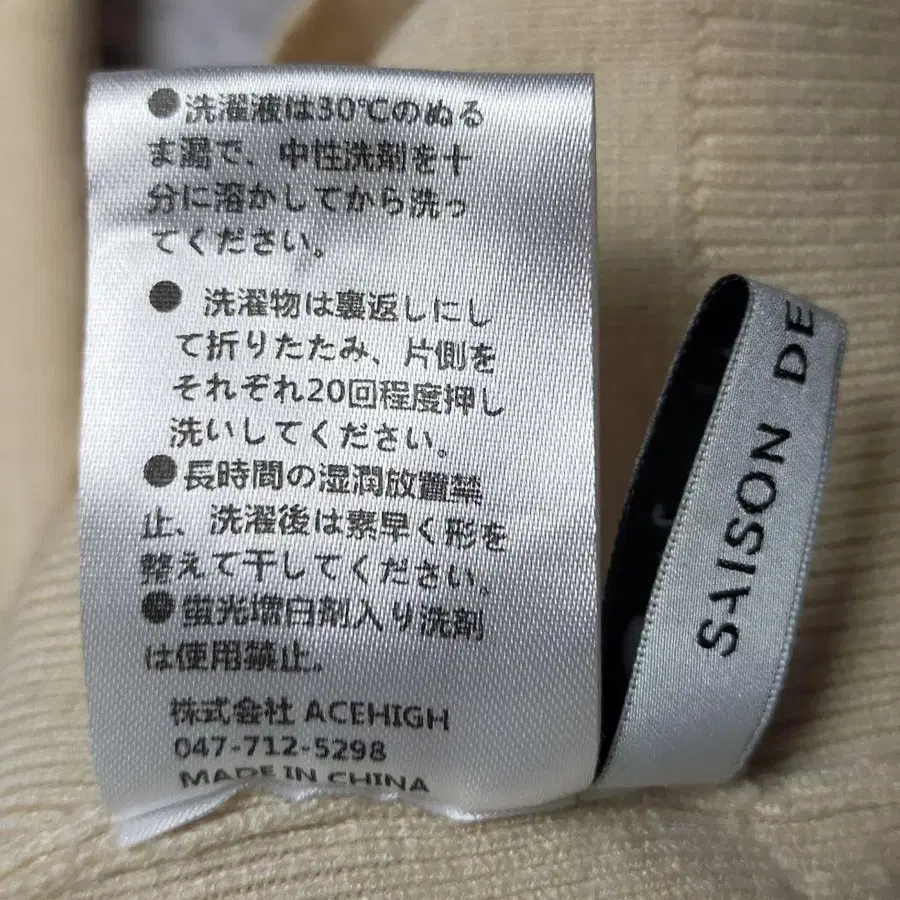 ●洗濯液は30℃のぬる
ま湯で、中性洗剤を十
分に溶かしてから洗っ
てください。
● 洗濯物は裏返しにし
て折りたたみ、片側を
それぞれ20回程度押し
洗いしてください。
●長時間の湿潤放置禁
止、洗濯後は素早く形を
整えて干してください。
●蛍光増白剤入り洗剤
は使用禁止。
株式会社 ACEHIGH
047-712-5298
MADE IN CHINA
SAISON DE